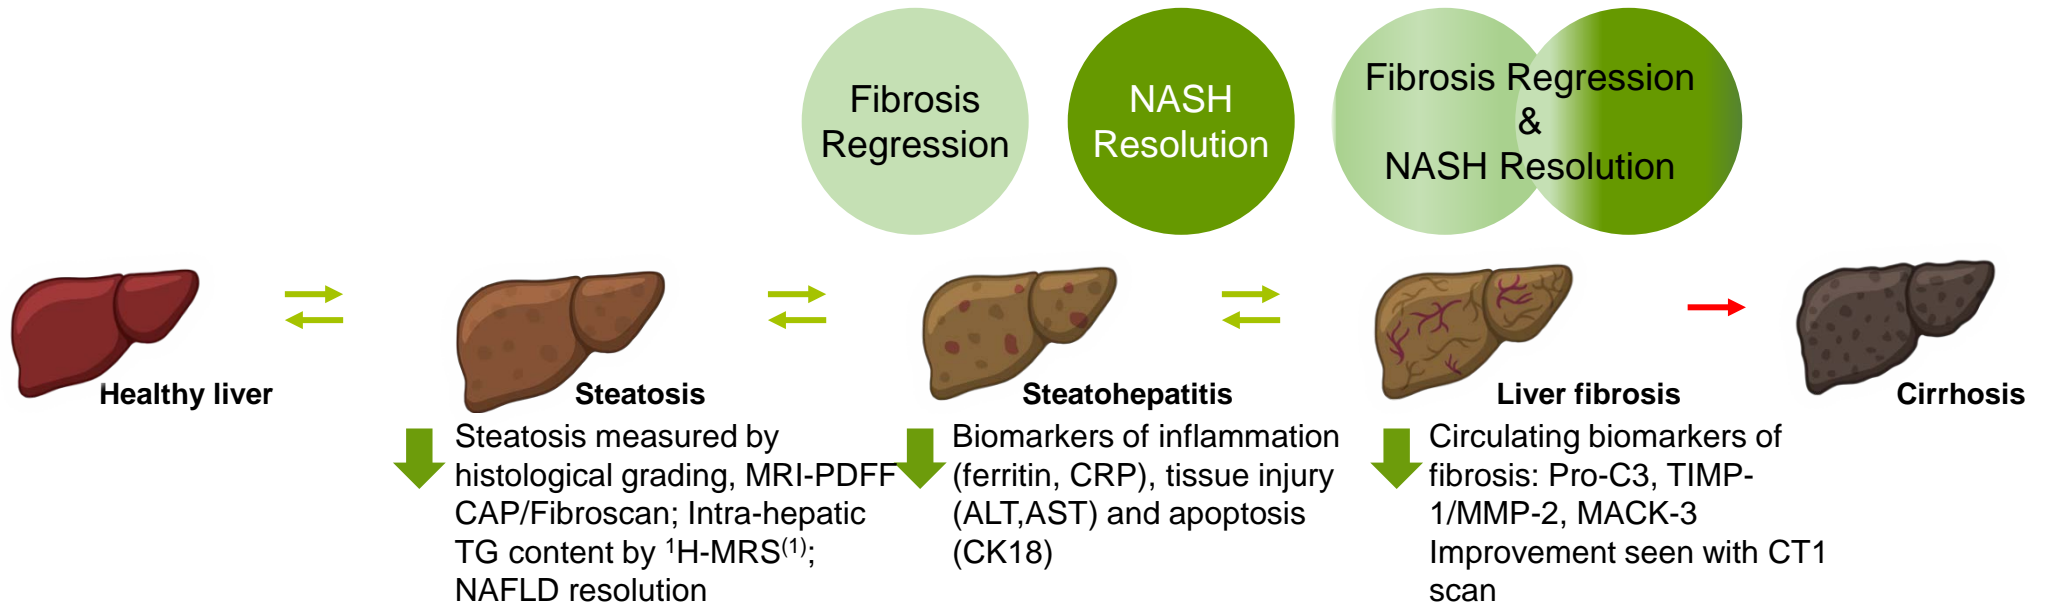 Fibrosis
Regression
NASH
Resolution
Fibrosis Regression
&
NASH Resolution
Healthy liver
Steatosis
Steatohepatitis
Liver fibrosis
Cirrhosis
Steatosis measured by
histological grading, MRI-PDFF
CAP/Fibroscan; Intra-hepatic
TG content by ¹H-MRS⁽¹⁾;
NAFLD resolution
Biomarkers of inflammation
(ferritin, CRP), tissue injury
(ALT,AST) and apoptosis
(CK18)
Circulating biomarkers of
fibrosis: Pro-C3, TIMP-
1/MMP-2, MACK-3
Improvement seen with CT1
scan